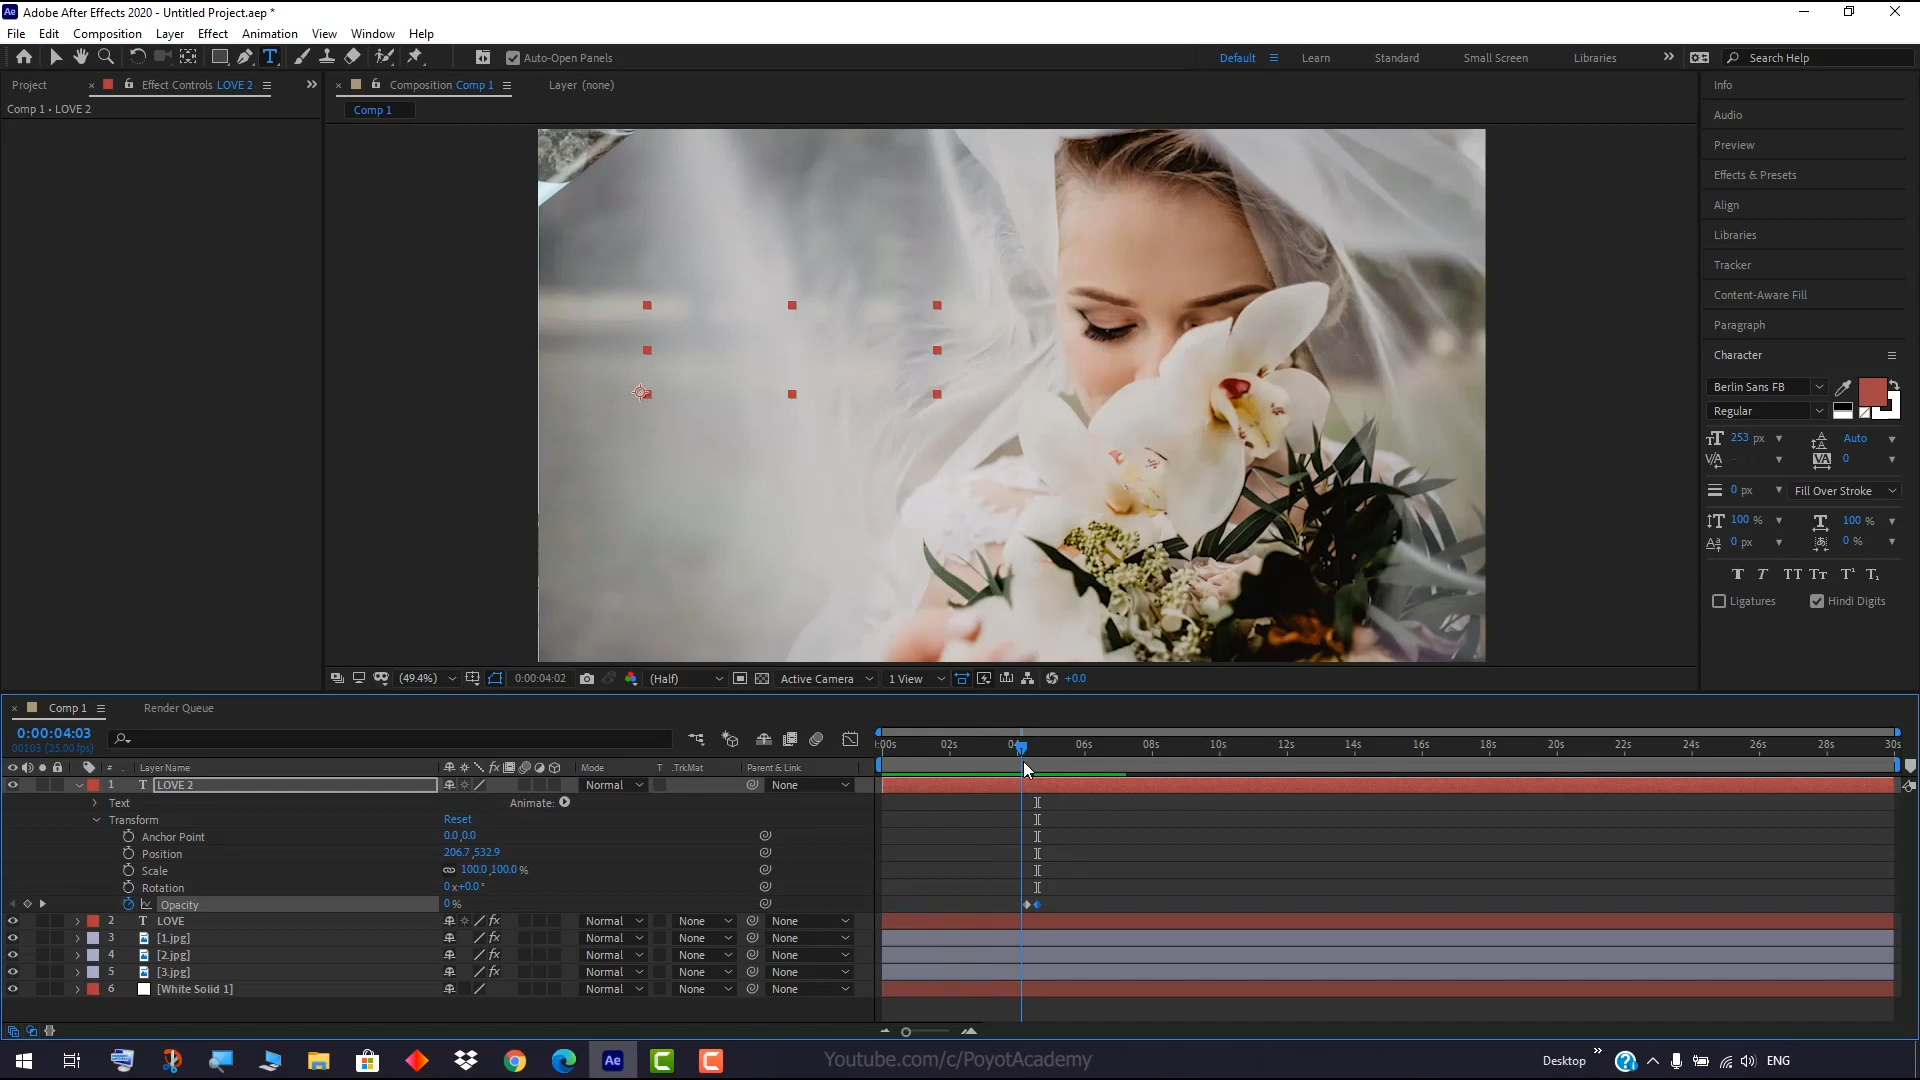 Adobe After Effects 2020 - Untitled Project.aep *
File Edit Composition Layer Effect Animation View Window Help
Auto-Open Panels Default Learn Standard Small Screen Libraries Search Help
Project Effect Controls LOVE 2
Comp 1 • LOVE 2
Composition Comp 1 Layer (none)
Comp 1
Info
Audio
Preview
Effects & Presets
Align
Libraries
Tracker
Content-Aware Fill
Paragraph
Character
Berlin Sans FB
Regular
253 px Auto
0
0 px Fill Over Stroke
100 % 100 %
0 px 0 %
Ligatures Hindi Digits
(49.4%) 0:00:04:02 (Half) Active Camera 1 View +0.0
Comp 1 Render Queue
0:00:04:03
00103 (25.00 fps)
02s 06s 08s 10s 12s 14s 16s 18s 20s 22s 24s 26s 28s 30s
# Layer Name Mode T .TrkMat Parent & Link
1 T LOVE 2 Normal None
Text Animate:
Transform Reset
Anchor Point 0.0,0.0
Position 206.7,532.9
Scale 100.0,100.0 %
Rotation 0x+0.0°
Opacity 0 %
2 T LOVE Normal None None
3 [1.jpg] Normal None None
4 [2.jpg] Normal None None
5 [3.jpg] Normal None None
6 [White Solid 1] Normal None None
Youtube.com/c/PoyotAcademy
Desktop ENG